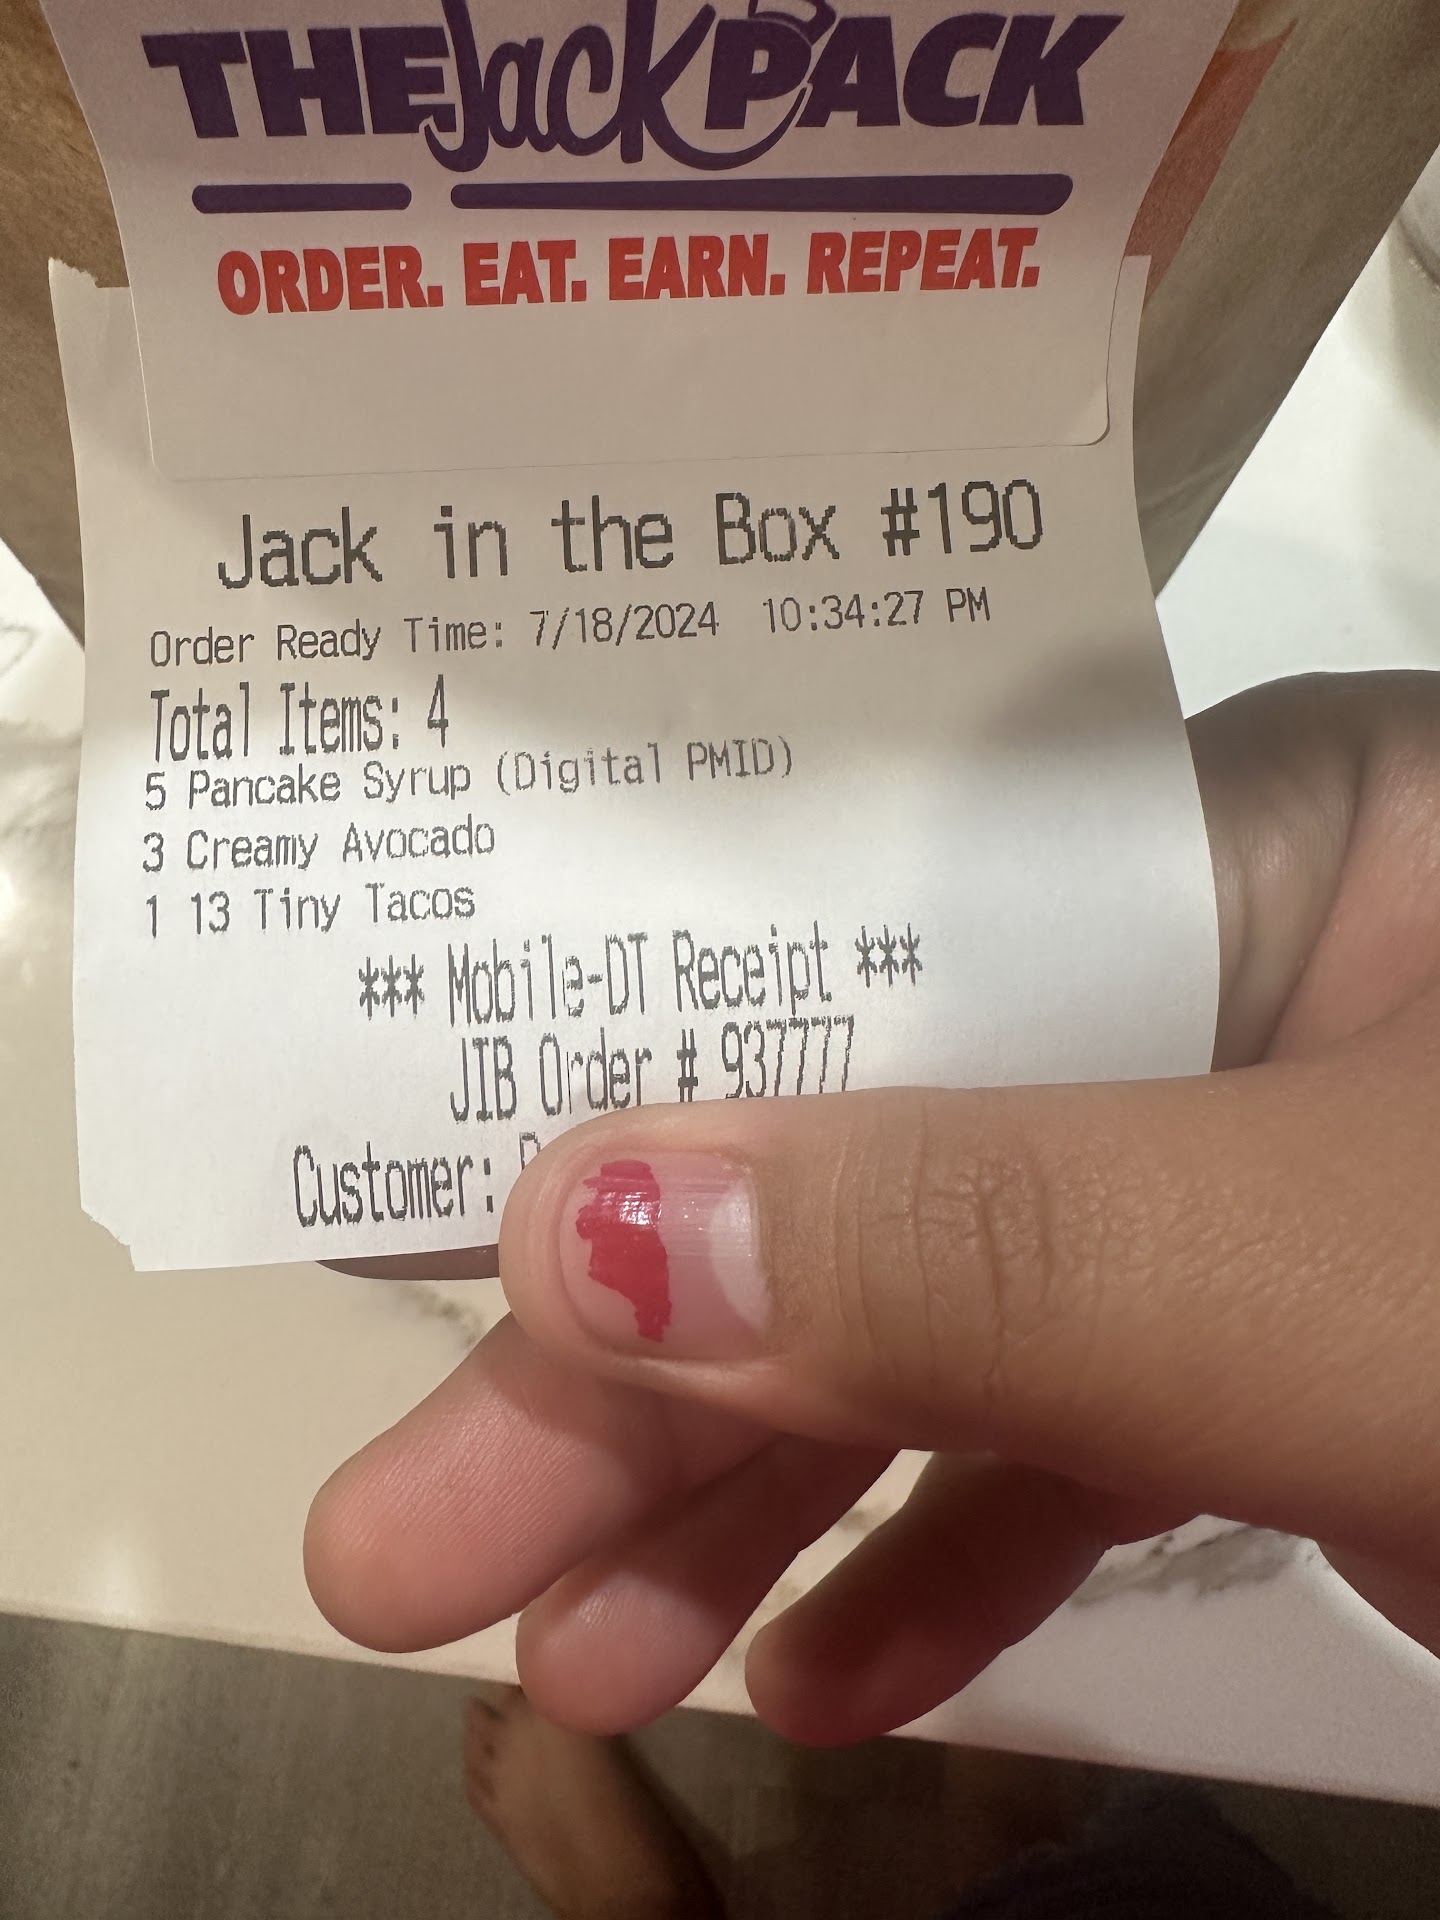 THE Jack PACK
ORDER. EAT. EARN. REPEAT.
Jack in the Box #190
Order Ready Time: 7/18/2024 10:34:27 PM
Total Items: 4
5 Pancake Syrup (Digital PMID)
3 Creamy Avocado
1 13 Tiny Tacos
*** Mobile-DT Receipt ***
JIB Order # 937777
Customer: